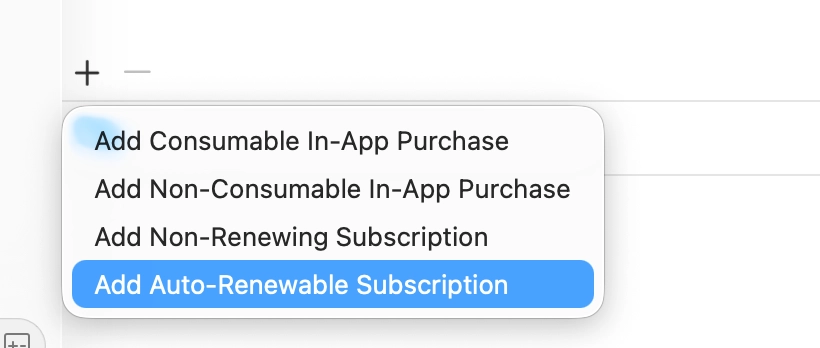 Add Consumable In-App Purchase
Add Non-Consumable In-App Purchase
Add Non-Renewing Subscription
Add Auto-Renewable Subscription